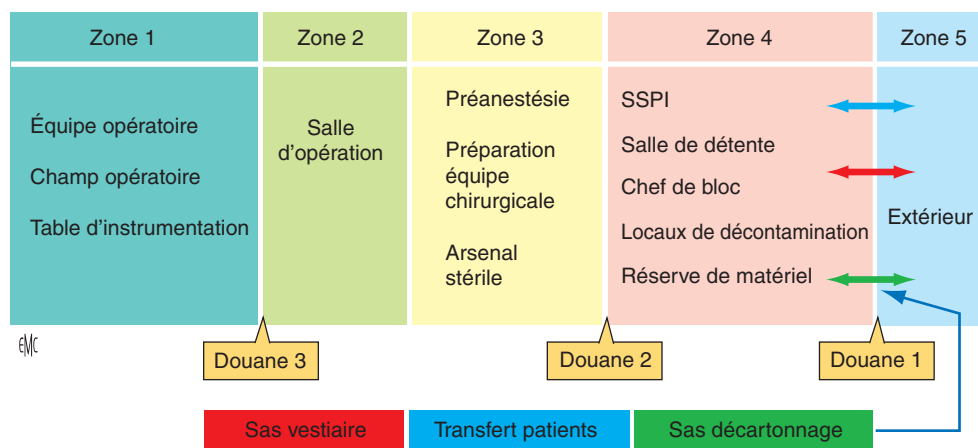 Zone 1
Zone 2
Zone 3
Zone 4
Zone 5
Équipe opératoire
Champ opératoire
Table d'instrumentation
Salle
d'opération
Préanestésie
Préparation
équipe
chirurgicale
Arsenal
stérile
SSPI
Salle de détente
Chef de bloc
Locaux de décontamination
Réserve de matériel
Extérieur
EMC
Douane 3
Douane 2
Douane 1
Sas vestiaire
Transfert patients
Sas décartonnage